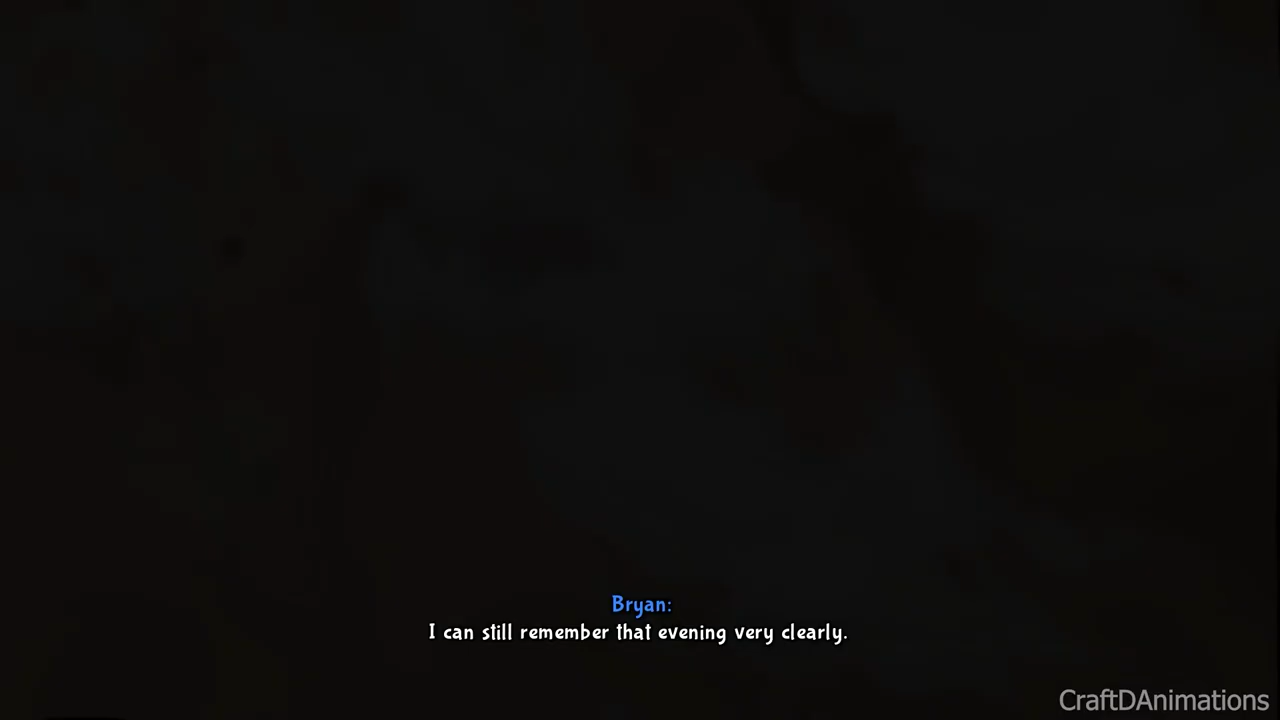 Bryan:
I can still remember that evening very clearly.
CraftDAnimations